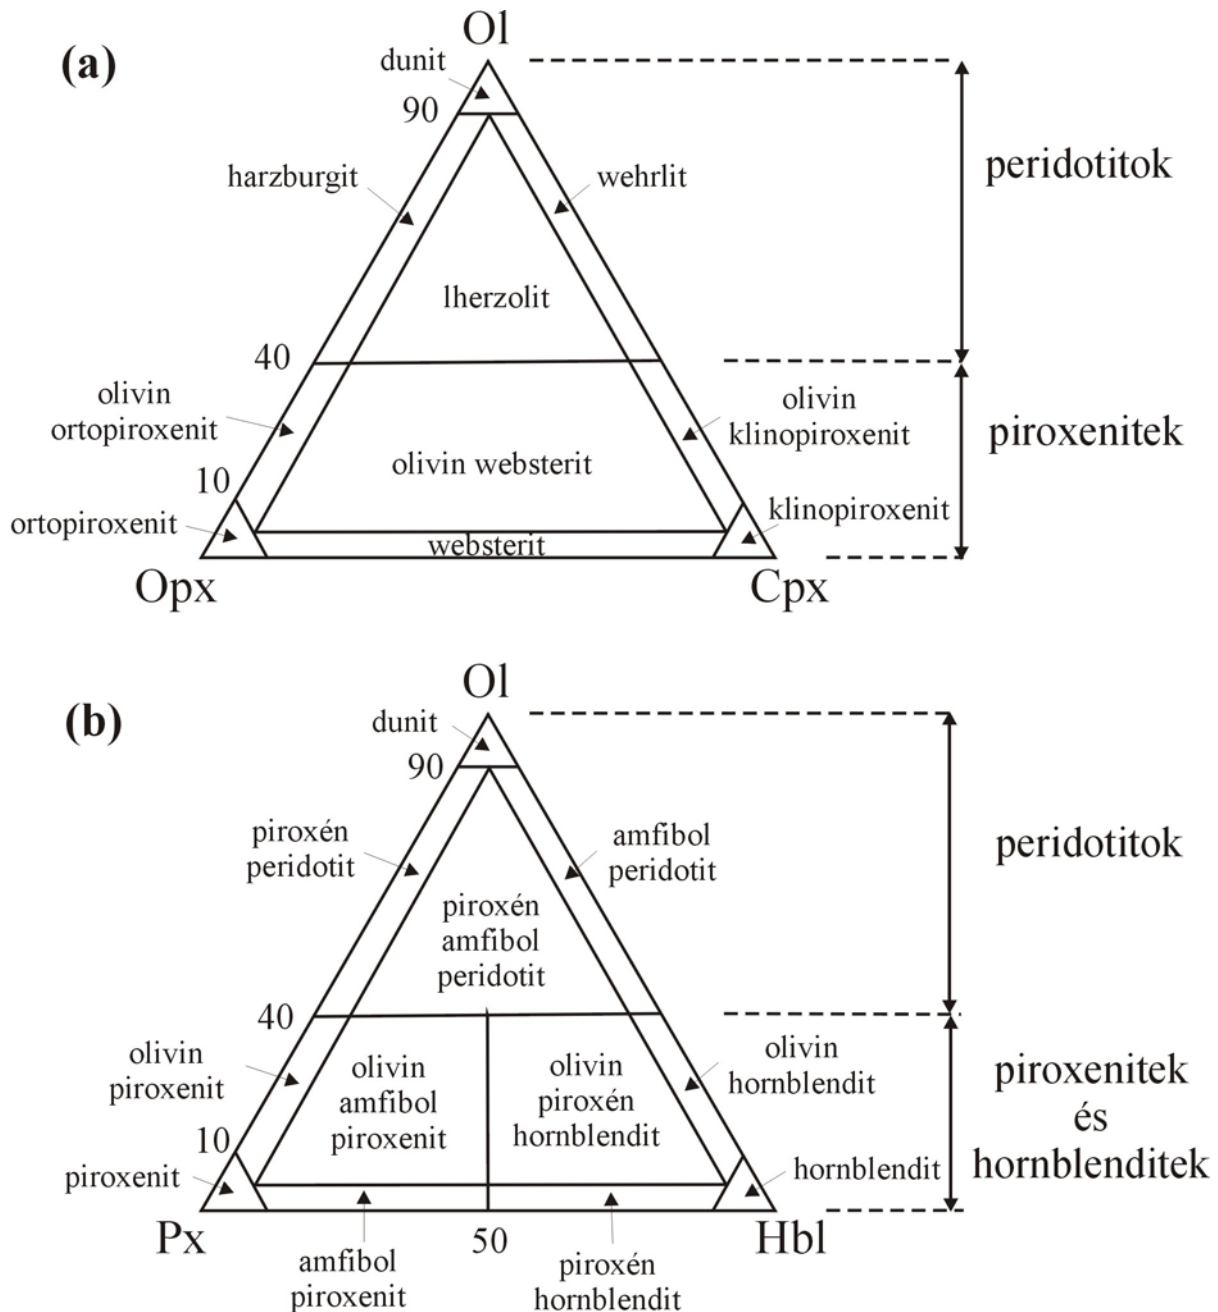 (a)
Ol
dunit
90
harzburgit
wehrlit
peridotitok
lherzolit
40
olivin
ortopiroxenit
olivin
klinopiroxenit
piroxenitek
olivin websterit
10
ortopiroxenit
klinopiroxenit
websterit
Opx
Cpx
(b)
Ol
dunit
90
piroxén
peridotit
amfibol
peridotit
peridotitok
piroxén
amfibol
peridotit
40
olivin
piroxenit
olivin
amfibol
piroxenit
olivin
piroxén
hornblendit
olivin
hornblendit
piroxenitek
és
hornblenditek
10
piroxenit
hornblendit
Px
50
Hbl
amfibol
piroxenit
piroxén
hornblendit